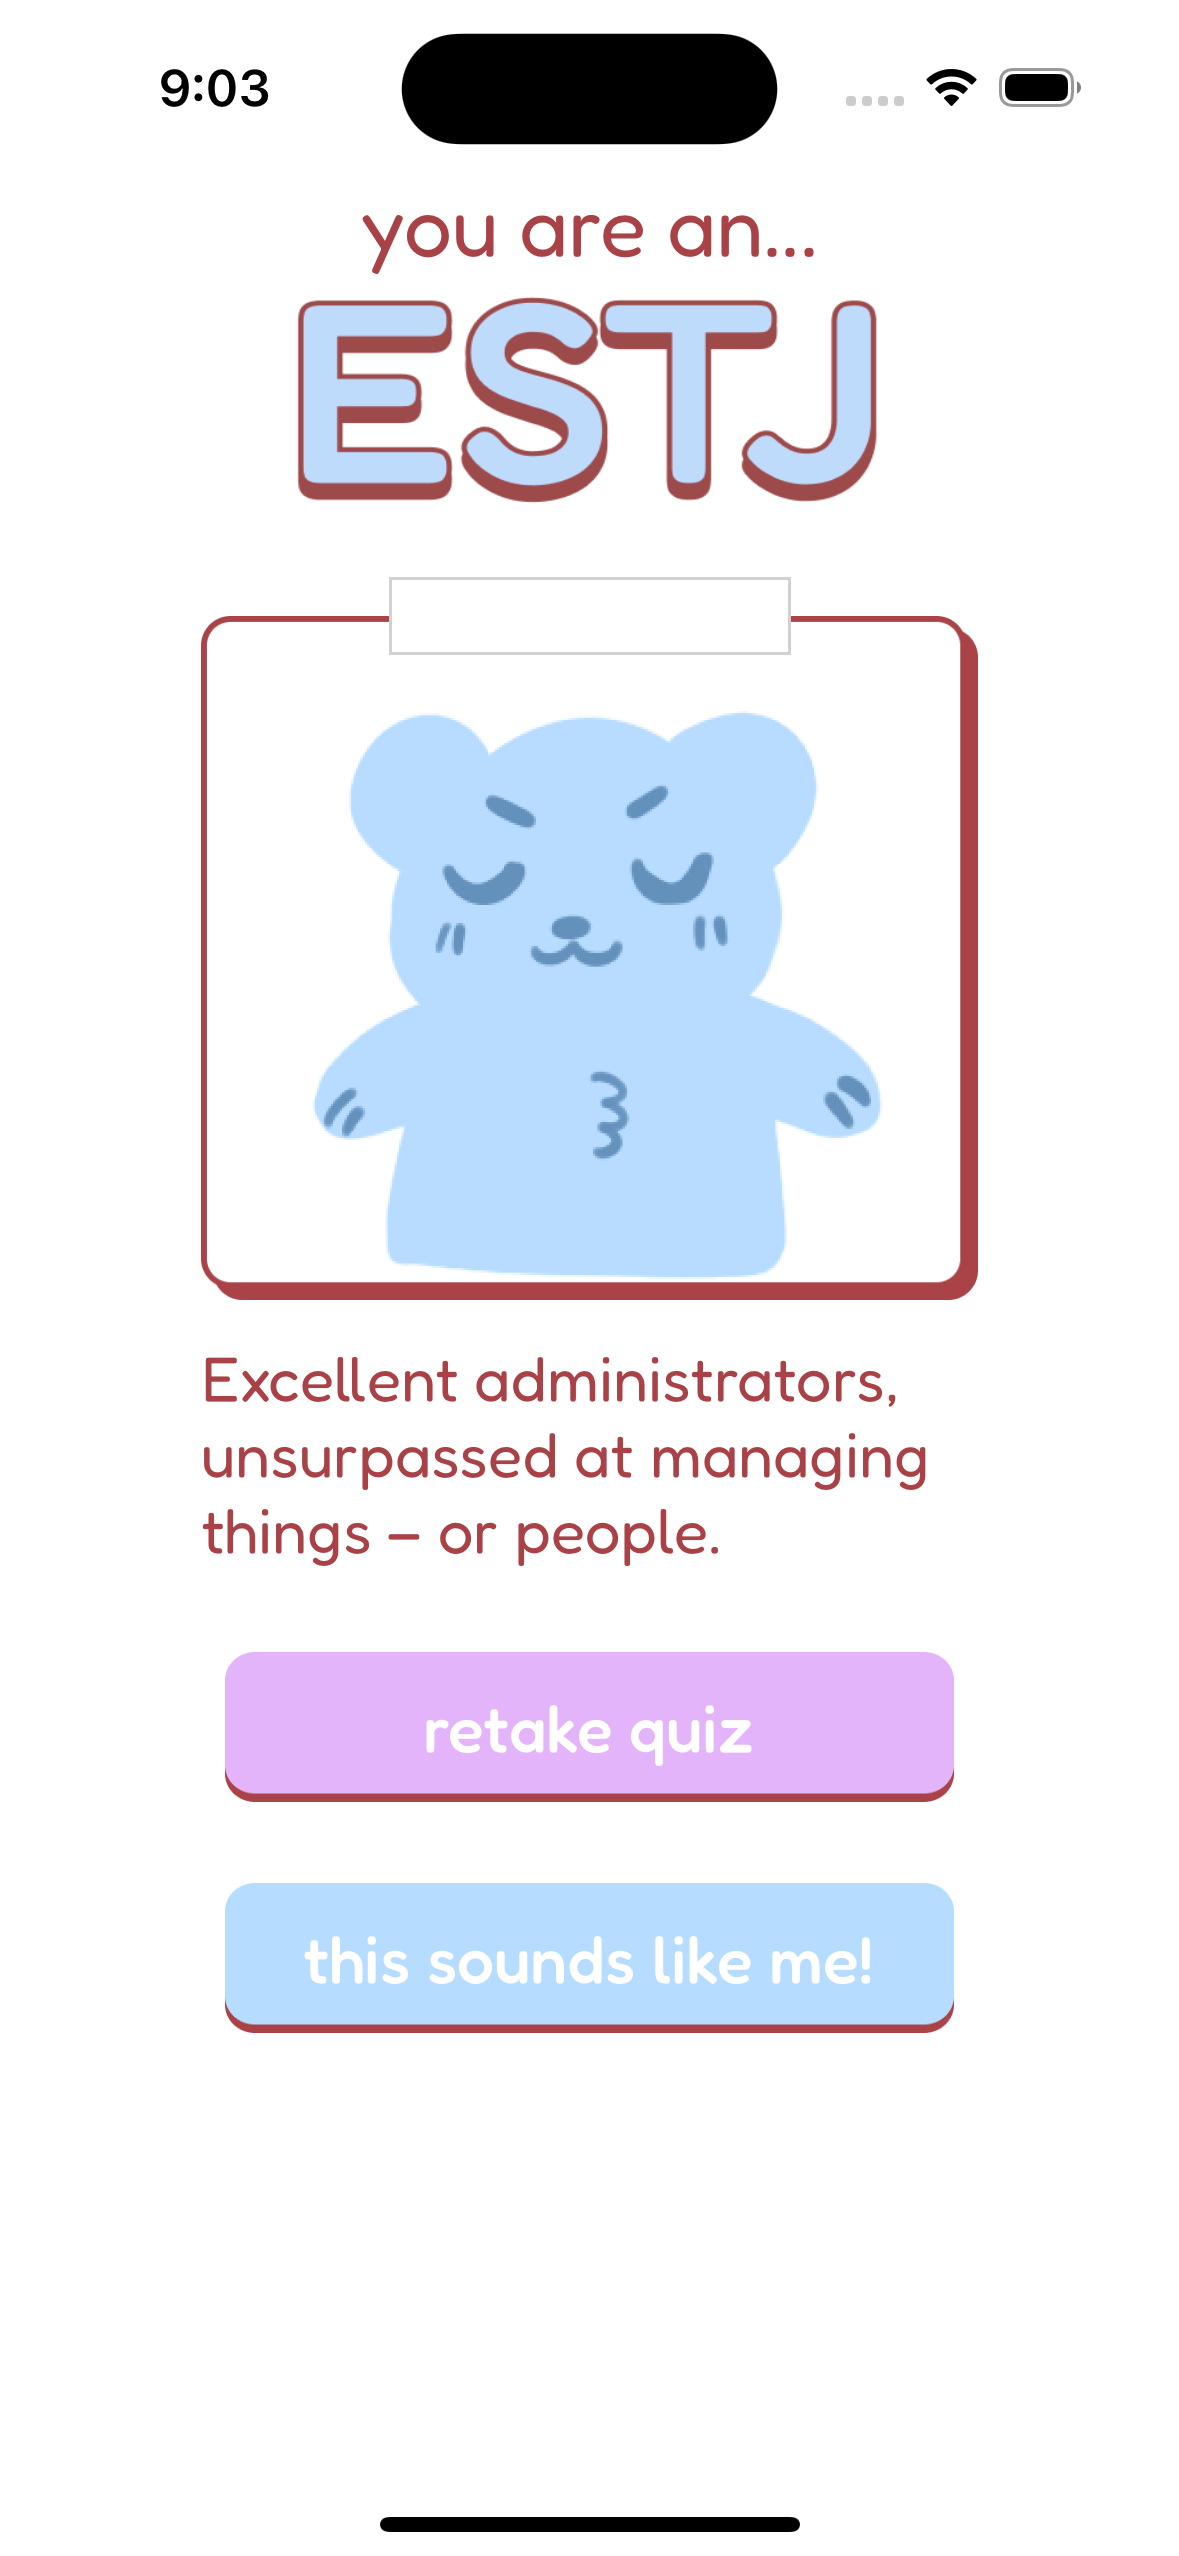 9:03
you are an...
ESTJ
Excellent administrators,
unsurpassed at managing
things – or people.
retake quiz
this sounds like me!